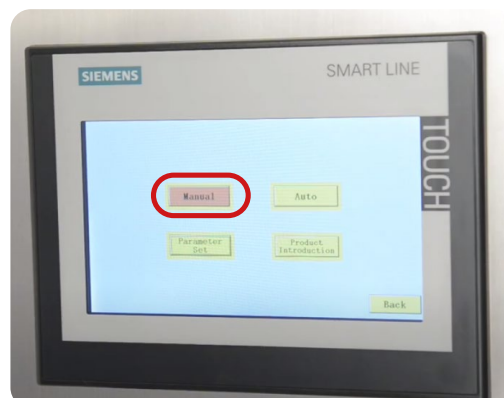 SIEMENS
SMART LINE
TOUCH
Manual
Auto
Parameter
Set
Product
Introduction
Back